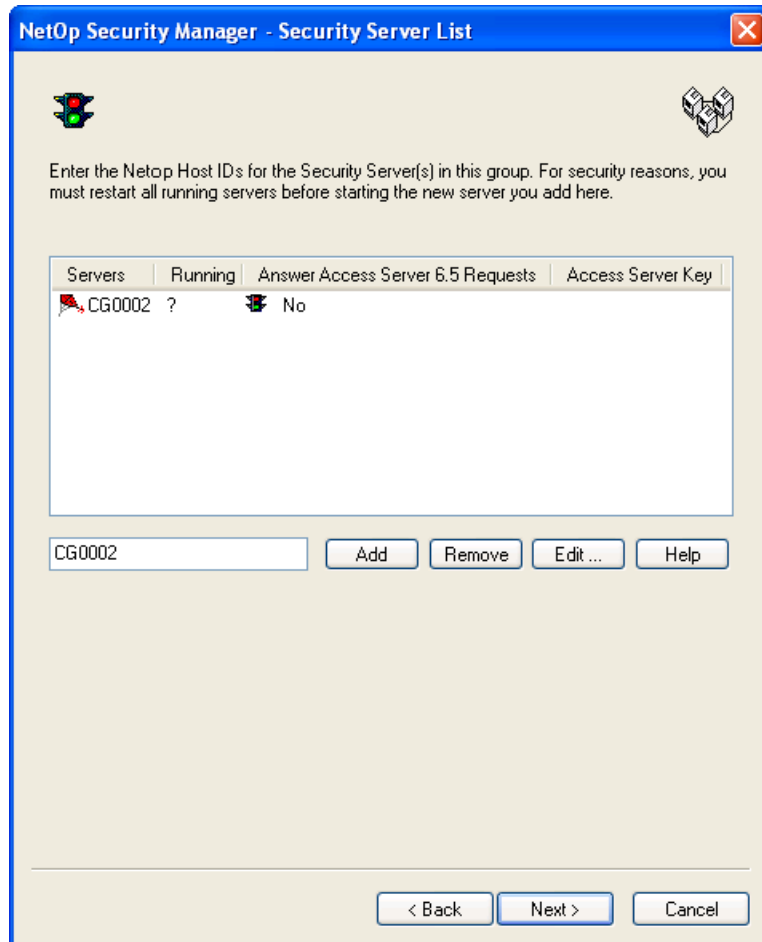 NetOp Security Manager - Security Server List
Enter the Netop Host IDs for the Security Server(s) in this group. For security reasons, you
must restart all running servers before starting the new server you add here.
Servers Running Answer Access Server 6.5 Requests Access Server Key
CG0002 ? No
CG0002 Add Remove Edit ... Help
< Back Next > Cancel